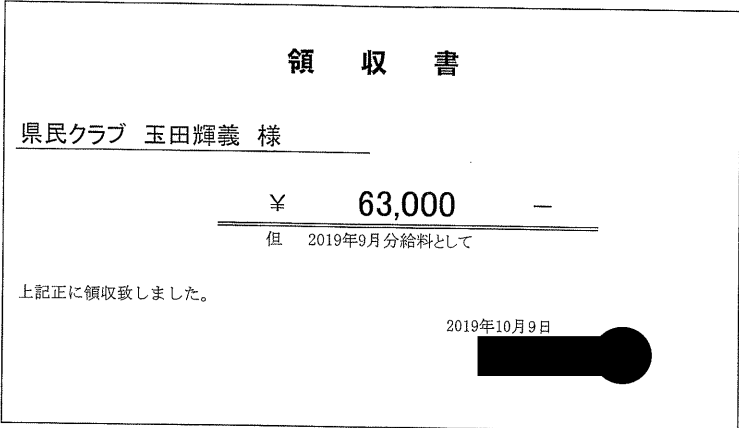 領 収 書
県民クラブ 玉田輝義 様
¥ 63,000 －
但 2019年9月分給料として
上記正に領収致しました。
2019年10月9日